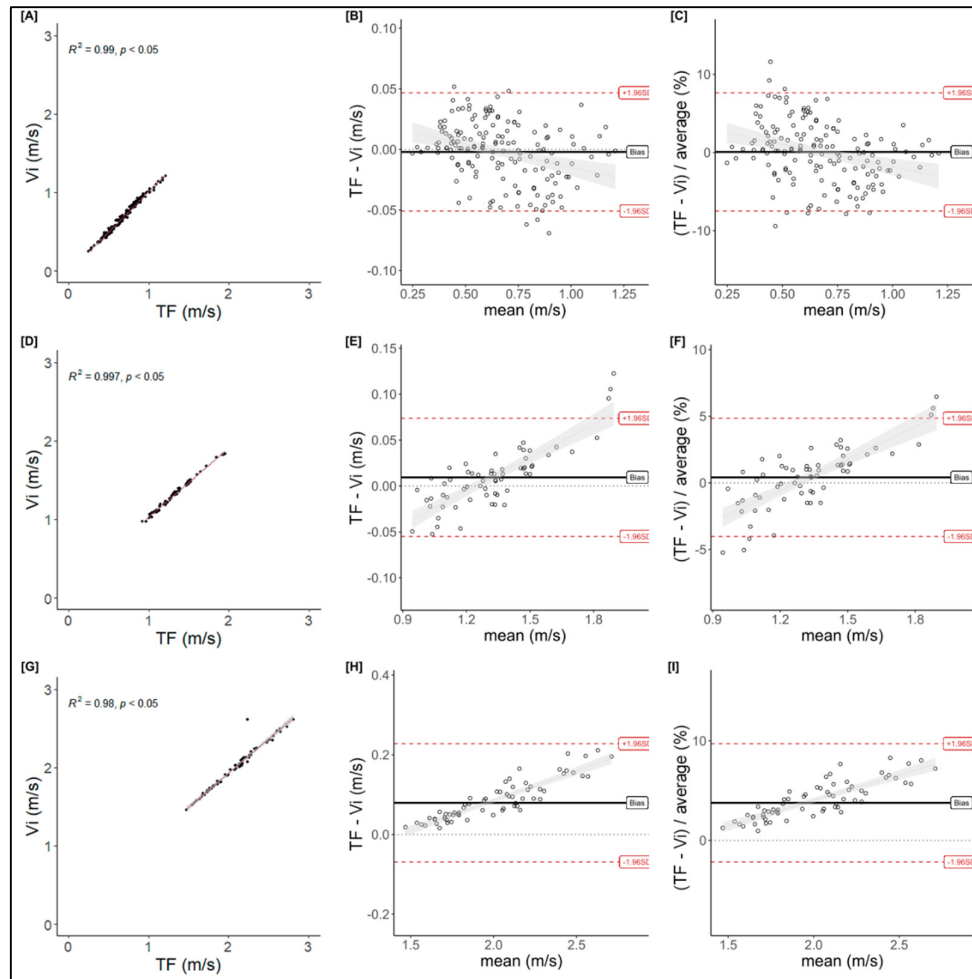 [A]
R² = 0.99, p < 0.05
Vi (m/s)
3
2
1
0
0 1 2 3
TF (m/s)
[B]
TF - Vi (m/s)
0.10
0.05
0.00
-0.05
-0.10
+1.96SD
Bias
-1.96SD
0.25 0.50 0.75 1.00 1.25
mean (m/s)
[C]
(TF - Vi) / average (%)
10
0
-10
+1.96SD
Bias
-1.96SD
0.25 0.50 0.75 1.00 1.25
mean (m/s)
[D]
R² = 0.997, p < 0.05
Vi (m/s)
3
2
1
0
0 1 2 3
TF (m/s)
[E]
TF - Vi (m/s)
0.15
0.10
0.05
0.00
-0.05
-0.10
+1.96SD
Bias
-1.96SD
0.9 1.2 1.5 1.8
mean (m/s)
[F]
(TF - Vi) / average (%)
10
5
0
-5
+1.96SD
Bias
-1.96SD
0.9 1.2 1.5 1.8
mean (m/s)
[G]
R² = 0.98, p < 0.05
Vi (m/s)
3
2
1
0
0 1 2 3
TF (m/s)
[H]
TF - Vi (m/s)
0.4
0.2
0.0
-0.2
+1.96SD
Bias
-1.96SD
1.5 2.0 2.5
mean (m/s)
[I]
(TF - Vi) / average (%)
10
0
+1.96SD
Bias
-1.96SD
1.5 2.0 2.5
mean (m/s)